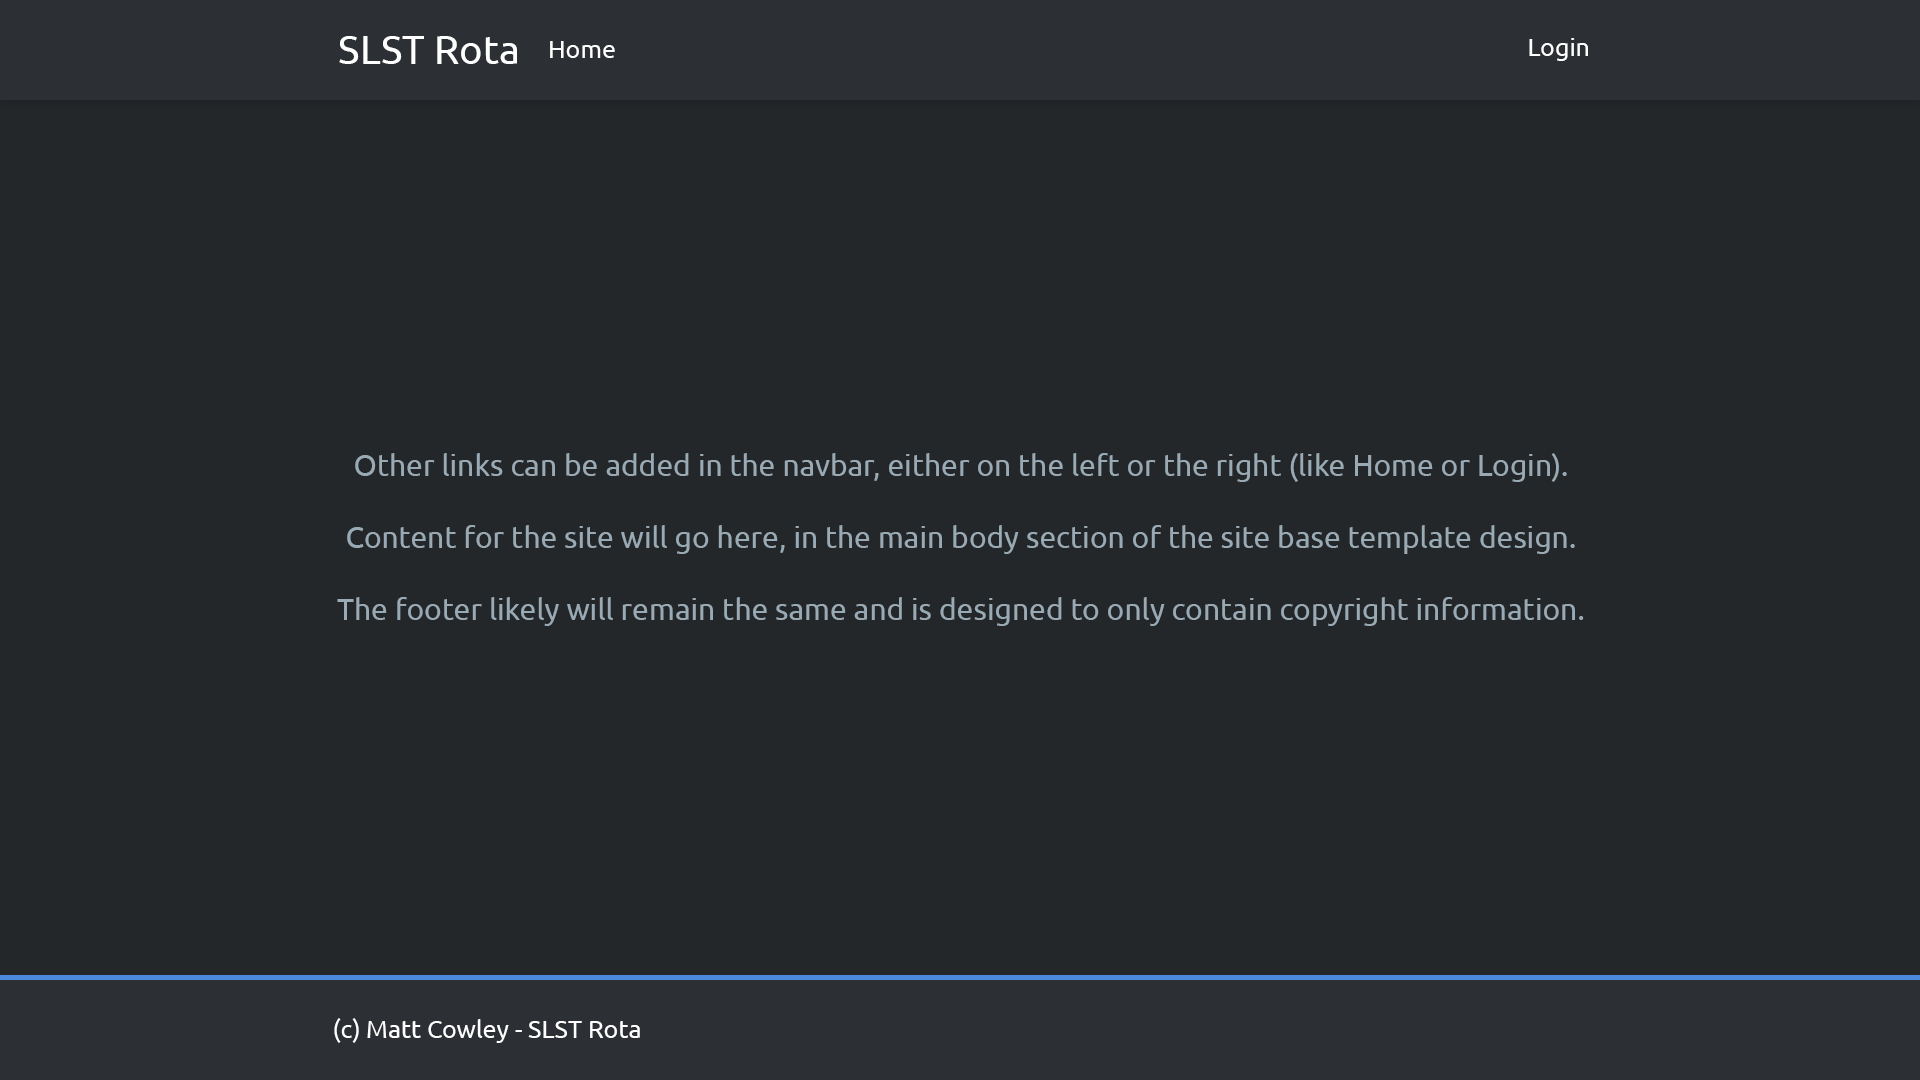 SLST Rota Home Login
Other links can be added in the navbar, either on the left or the right (like Home or Login).
Content for the site will go here, in the main body section of the site base template design.
The footer likely will remain the same and is designed to only contain copyright information.
(c) Matt Cowley - SLST Rota